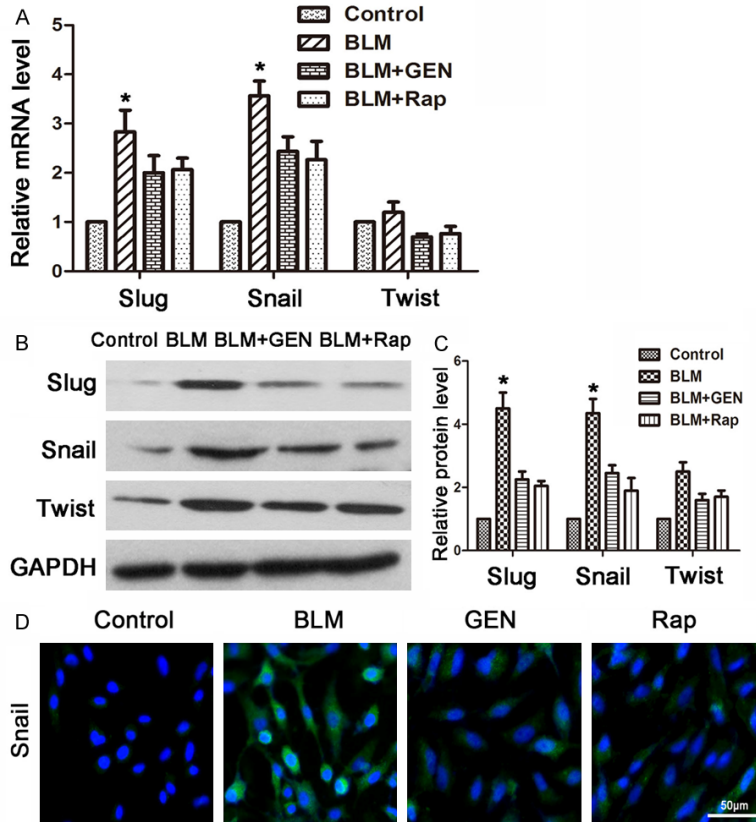 A
Control
BLM
BLM+GEN
BLM+Rap
Relative mRNA level
5
4
3
2
1
0
*
*
Slug Snail Twist
B
Control BLM BLM+GEN BLM+Rap
Slug
Snail
Twist
GAPDH
C
Control
BLM
BLM+GEN
BLM+Rap
Relative protein level
6
4
2
0
*
*
Slug Snail Twist
D
Control BLM GEN Rap
Snail
50μm